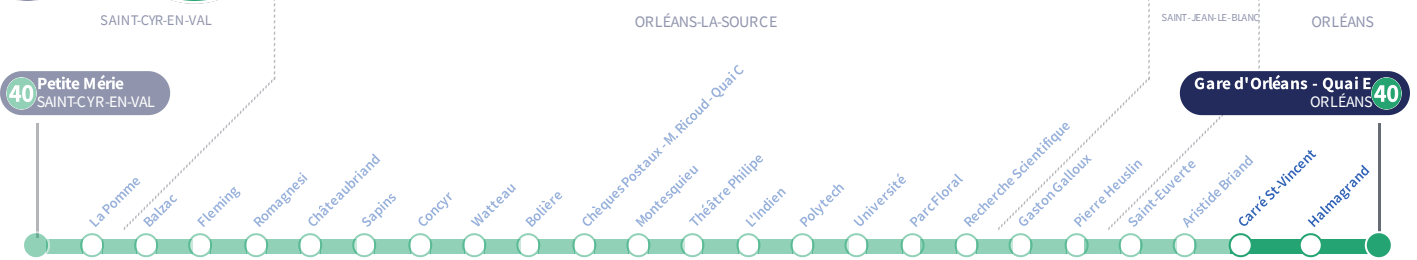 SAINT-CYR-EN-VAL
ORLÉANS-LA-SOURCE
SAINT-JEAN-LE-BLANC
ORLÉANS
40
Petite Mérie
SAINT-CYR-EN-VAL
Gare d'Orléans - Quai E
ORLÉANS
40
La Pomme
Balzac
Fleming
Romagnesi
Châteaubriand
Sapins
Concyr
Watteau
Bolière
Chèques Postaux - M. Ricoud - Quai C
Montesquieu
Théâtre Philipe
L'Indien
Polytech
Université
Parc Floral
Recherche Scientifique
Gaston Galloux
Pierre Heuslin
Saint-Euverte
Aristide Briand
Carré St-Vincent
Halmagrand